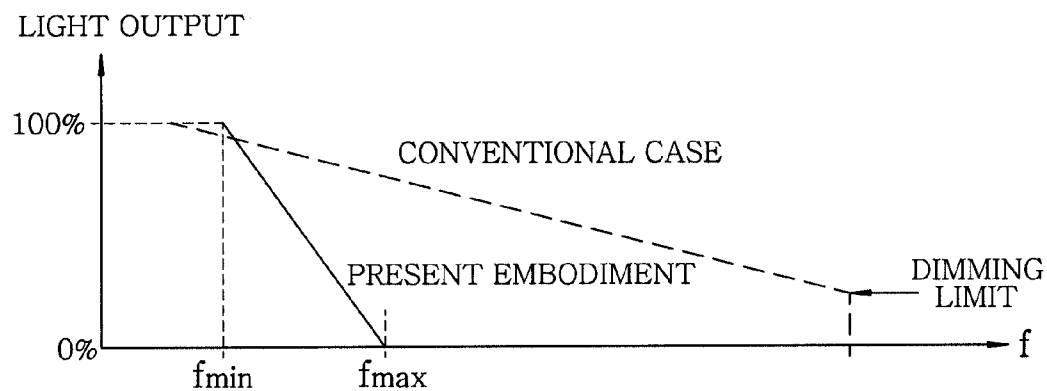 LIGHT OUTPUT
100%
CONVENTIONAL CASE
PRESENT EMBODIMENT
DIMMING
LIMIT
0%
f
fmin
fmax